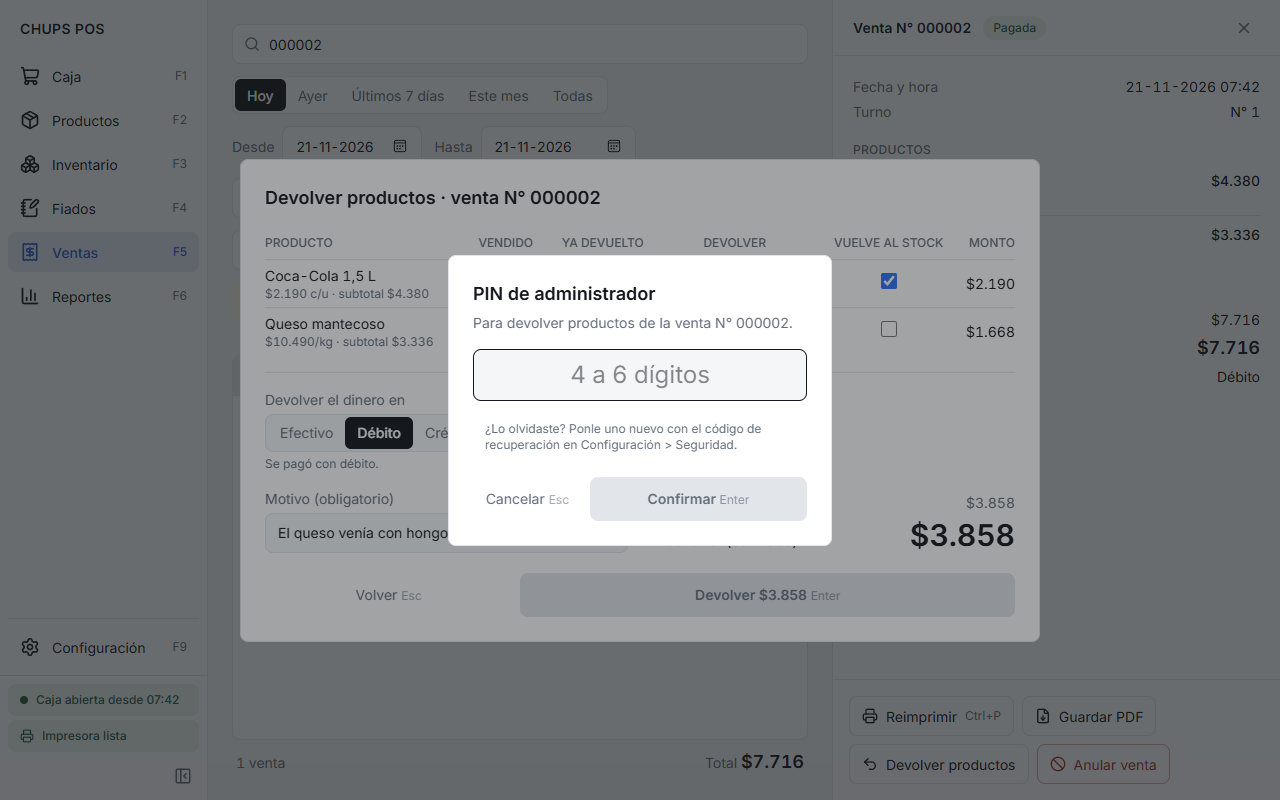 CHUPS POS
Caja F1
Productos F2
Inventario F3
Fiados F4
Ventas F5
Reportes F6
Configuración F9
Caja abierta desde 07:42
Impresora lista
000002
Hoy Ayer Últimos 7 días Este mes Todas
Desde 21-11-2026 Hasta 21-11-2026
1 venta Total $7.716
Venta N° 000002 Pagada
Fecha y hora 21-11-2026 07:42
Turno N° 1
PRODUCTOS
$4.380
$3.336
$7.716
$7.716
Débito
Reimprimir Ctrl+P Guardar PDF
Devolver productos Anular venta
Devolver productos · venta N° 000002
PRODUCTO VENDIDO YA DEVUELTO DEVOLVER VUELVE AL STOCK MONTO
Coca-Cola 1,5 L $2.190
$2.190 c/u · subtotal $4.380
Queso mantecoso $1.668
$10.490/kg · subtotal $3.336
Devolver el dinero en
Efectivo Débito
Se pagó con débito.
Motivo (obligatorio) $3.858
El queso venía con hongo $3.858
Volver Esc Devolver $3.858 Enter
PIN de administrador
Para devolver productos de la venta N° 000002.
4 a 6 dígitos
¿Lo olvidaste? Ponle uno nuevo con el código de
recuperación en Configuración > Seguridad.
Cancelar Esc Confirmar Enter